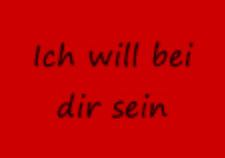 Ich will bei
dir sein